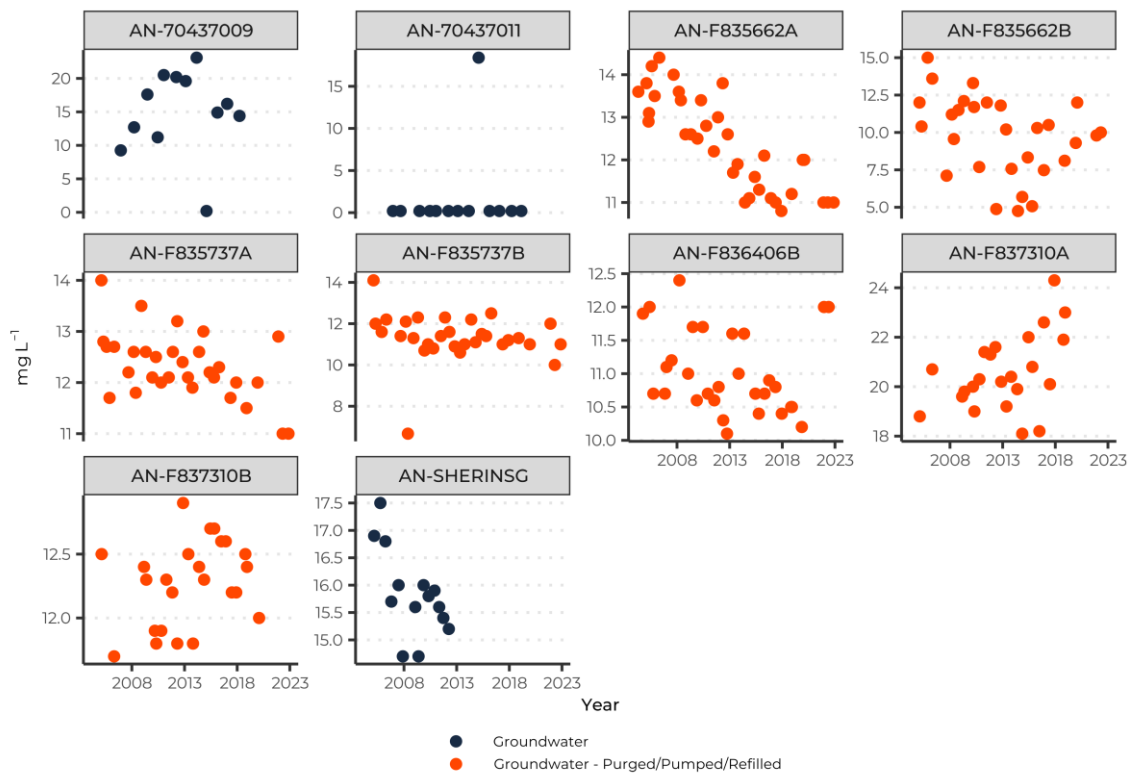 AN-70437009
AN-70437011
AN-F835662A
AN-F835662B
20
15
10
5
0
15
10
5
0
14
13
12
11
15.0
12.5
10.0
7.5
5.0
AN-F835737A
AN-F835737B
AN-F836406B
AN-F837310A
14
13
12
11
14
12
10
8
12.5
12.0
11.5
11.0
10.5
10.0
24
22
20
18
2008 2013 2018 2023
2008 2013 2018 2023
AN-F837310B
AN-SHERINSG
12.5
12.0
17.5
17.0
16.5
16.0
15.5
15.0
2008 2013 2018 2023
2008 2013 2018 2023
mg L⁻¹
Year
Groundwater
Groundwater - Purged/Pumped/Refilled